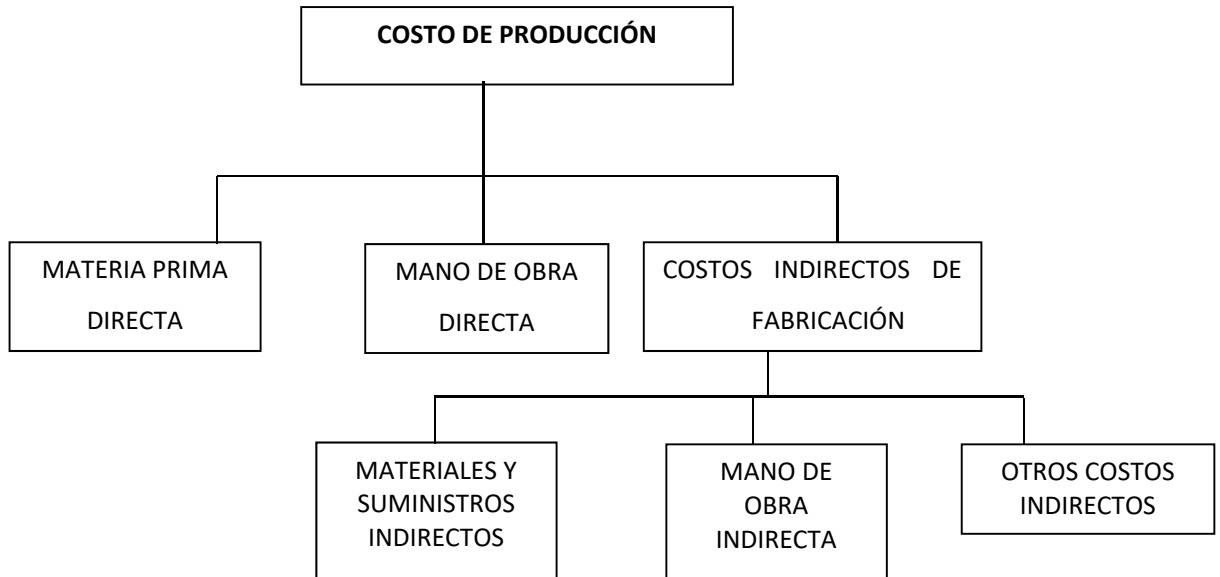 COSTO DE PRODUCCIÓN
MATERIA PRIMA
DIRECTA
MANO DE OBRA
DIRECTA
COSTOS INDIRECTOS DE
FABRICACIÓN
MATERIALES Y
SUMINISTROS
INDIRECTOS
MANO DE
OBRA
INDIRECTA
OTROS COSTOS
INDIRECTOS